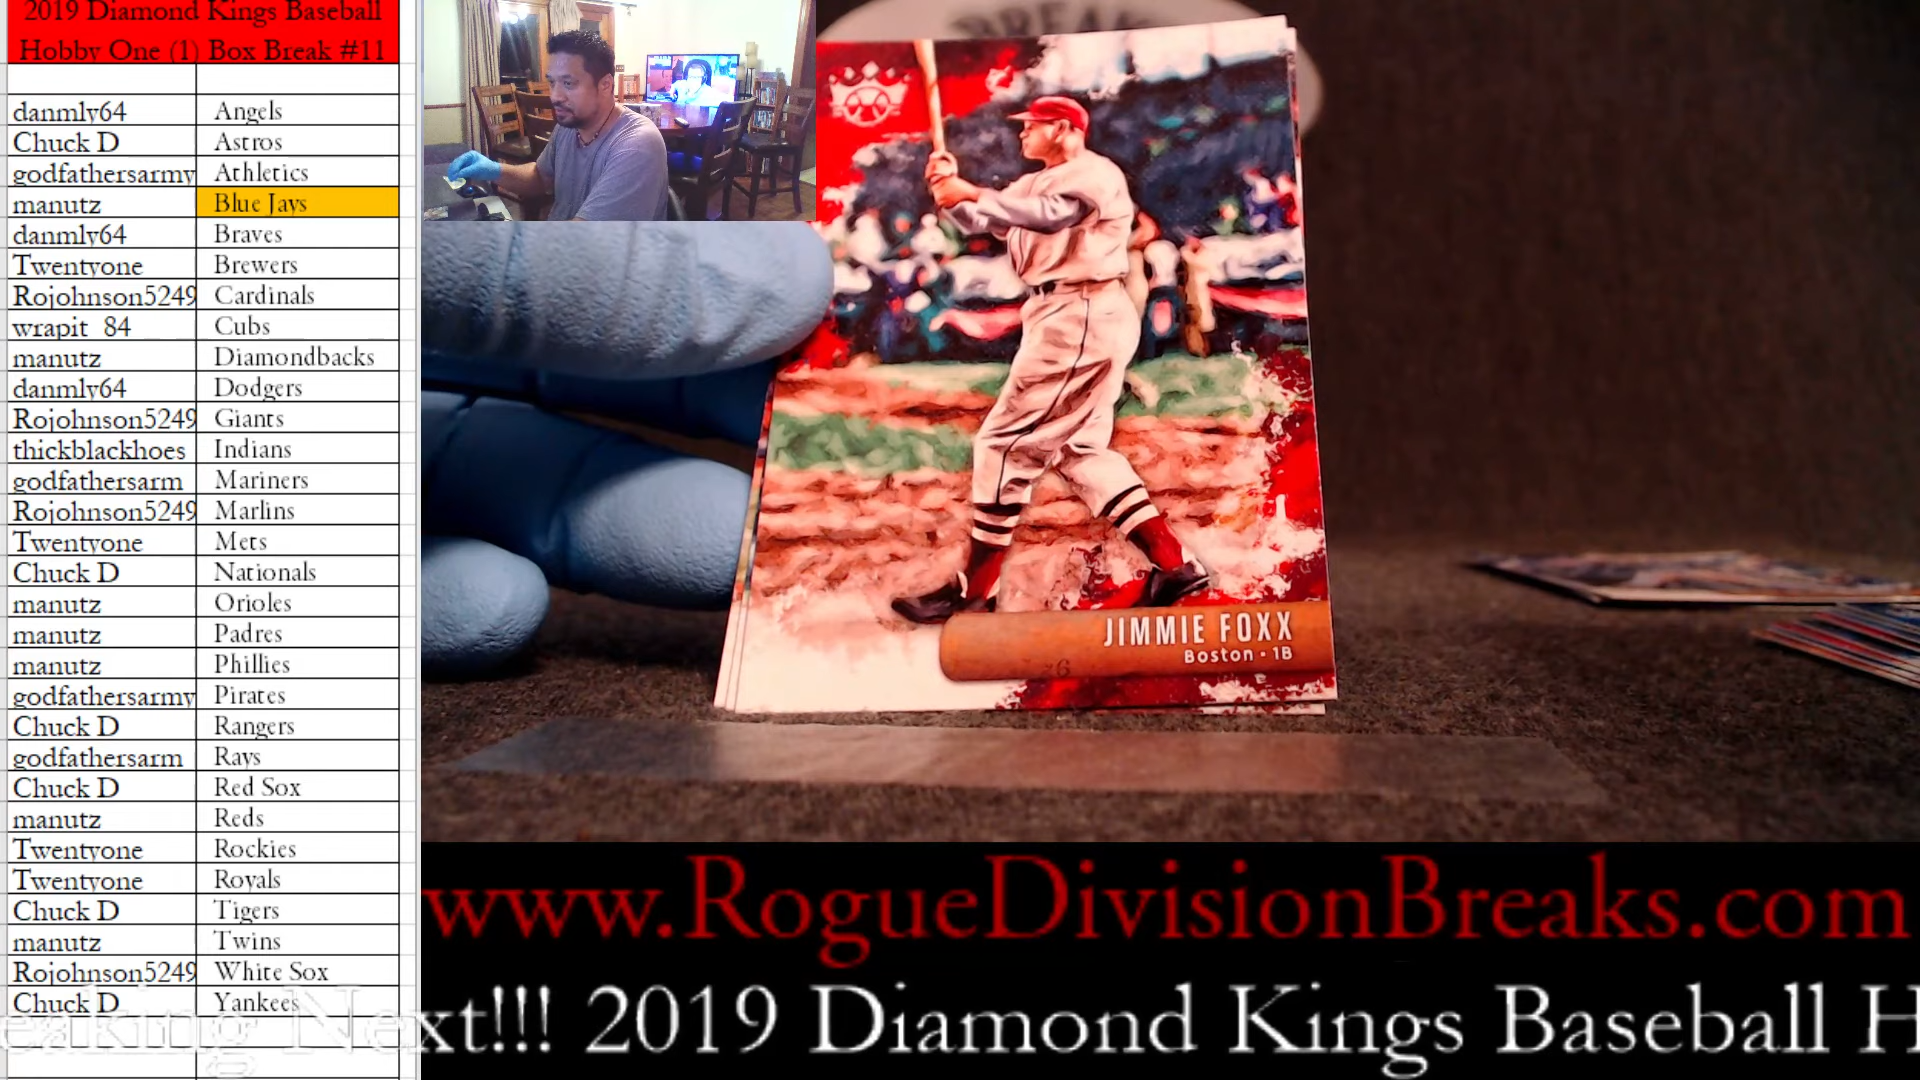 2019 Diamond Kings Baseball
Hobby One (1) Box Break #11
danmly64 Angels
Chuck D Astros
godfathersarmy Athletics
manutz Blue Jays
danmly64 Braves
Twentyone Brewers
Rojohnson5249 Cardinals
wrapit_84 Cubs
manutz Diamondbacks
danmly64 Dodgers
Rojohnson5249 Giants
thickblackhoes Indians
godfathersarm Mariners
Rojohnson5249 Marlins
Twentyone Mets
Chuck D Nationals
manutz Orioles
manutz Padres
manutz Phillies
godfathersarmy Pirates
Chuck D Rangers
godfathersarm Rays
Chuck D Red Sox
manutz Reds
Twentyone Rockies
Twentyone Royals
Chuck D Tigers
manutz Twins
Rojohnson5249 White Sox
Chuck D Yankees
JIMMIE FOXX
Boston · 1B
www.RogueDivisionBreaks.com
eaking Next!!! 2019 Diamond Kings Baseball H